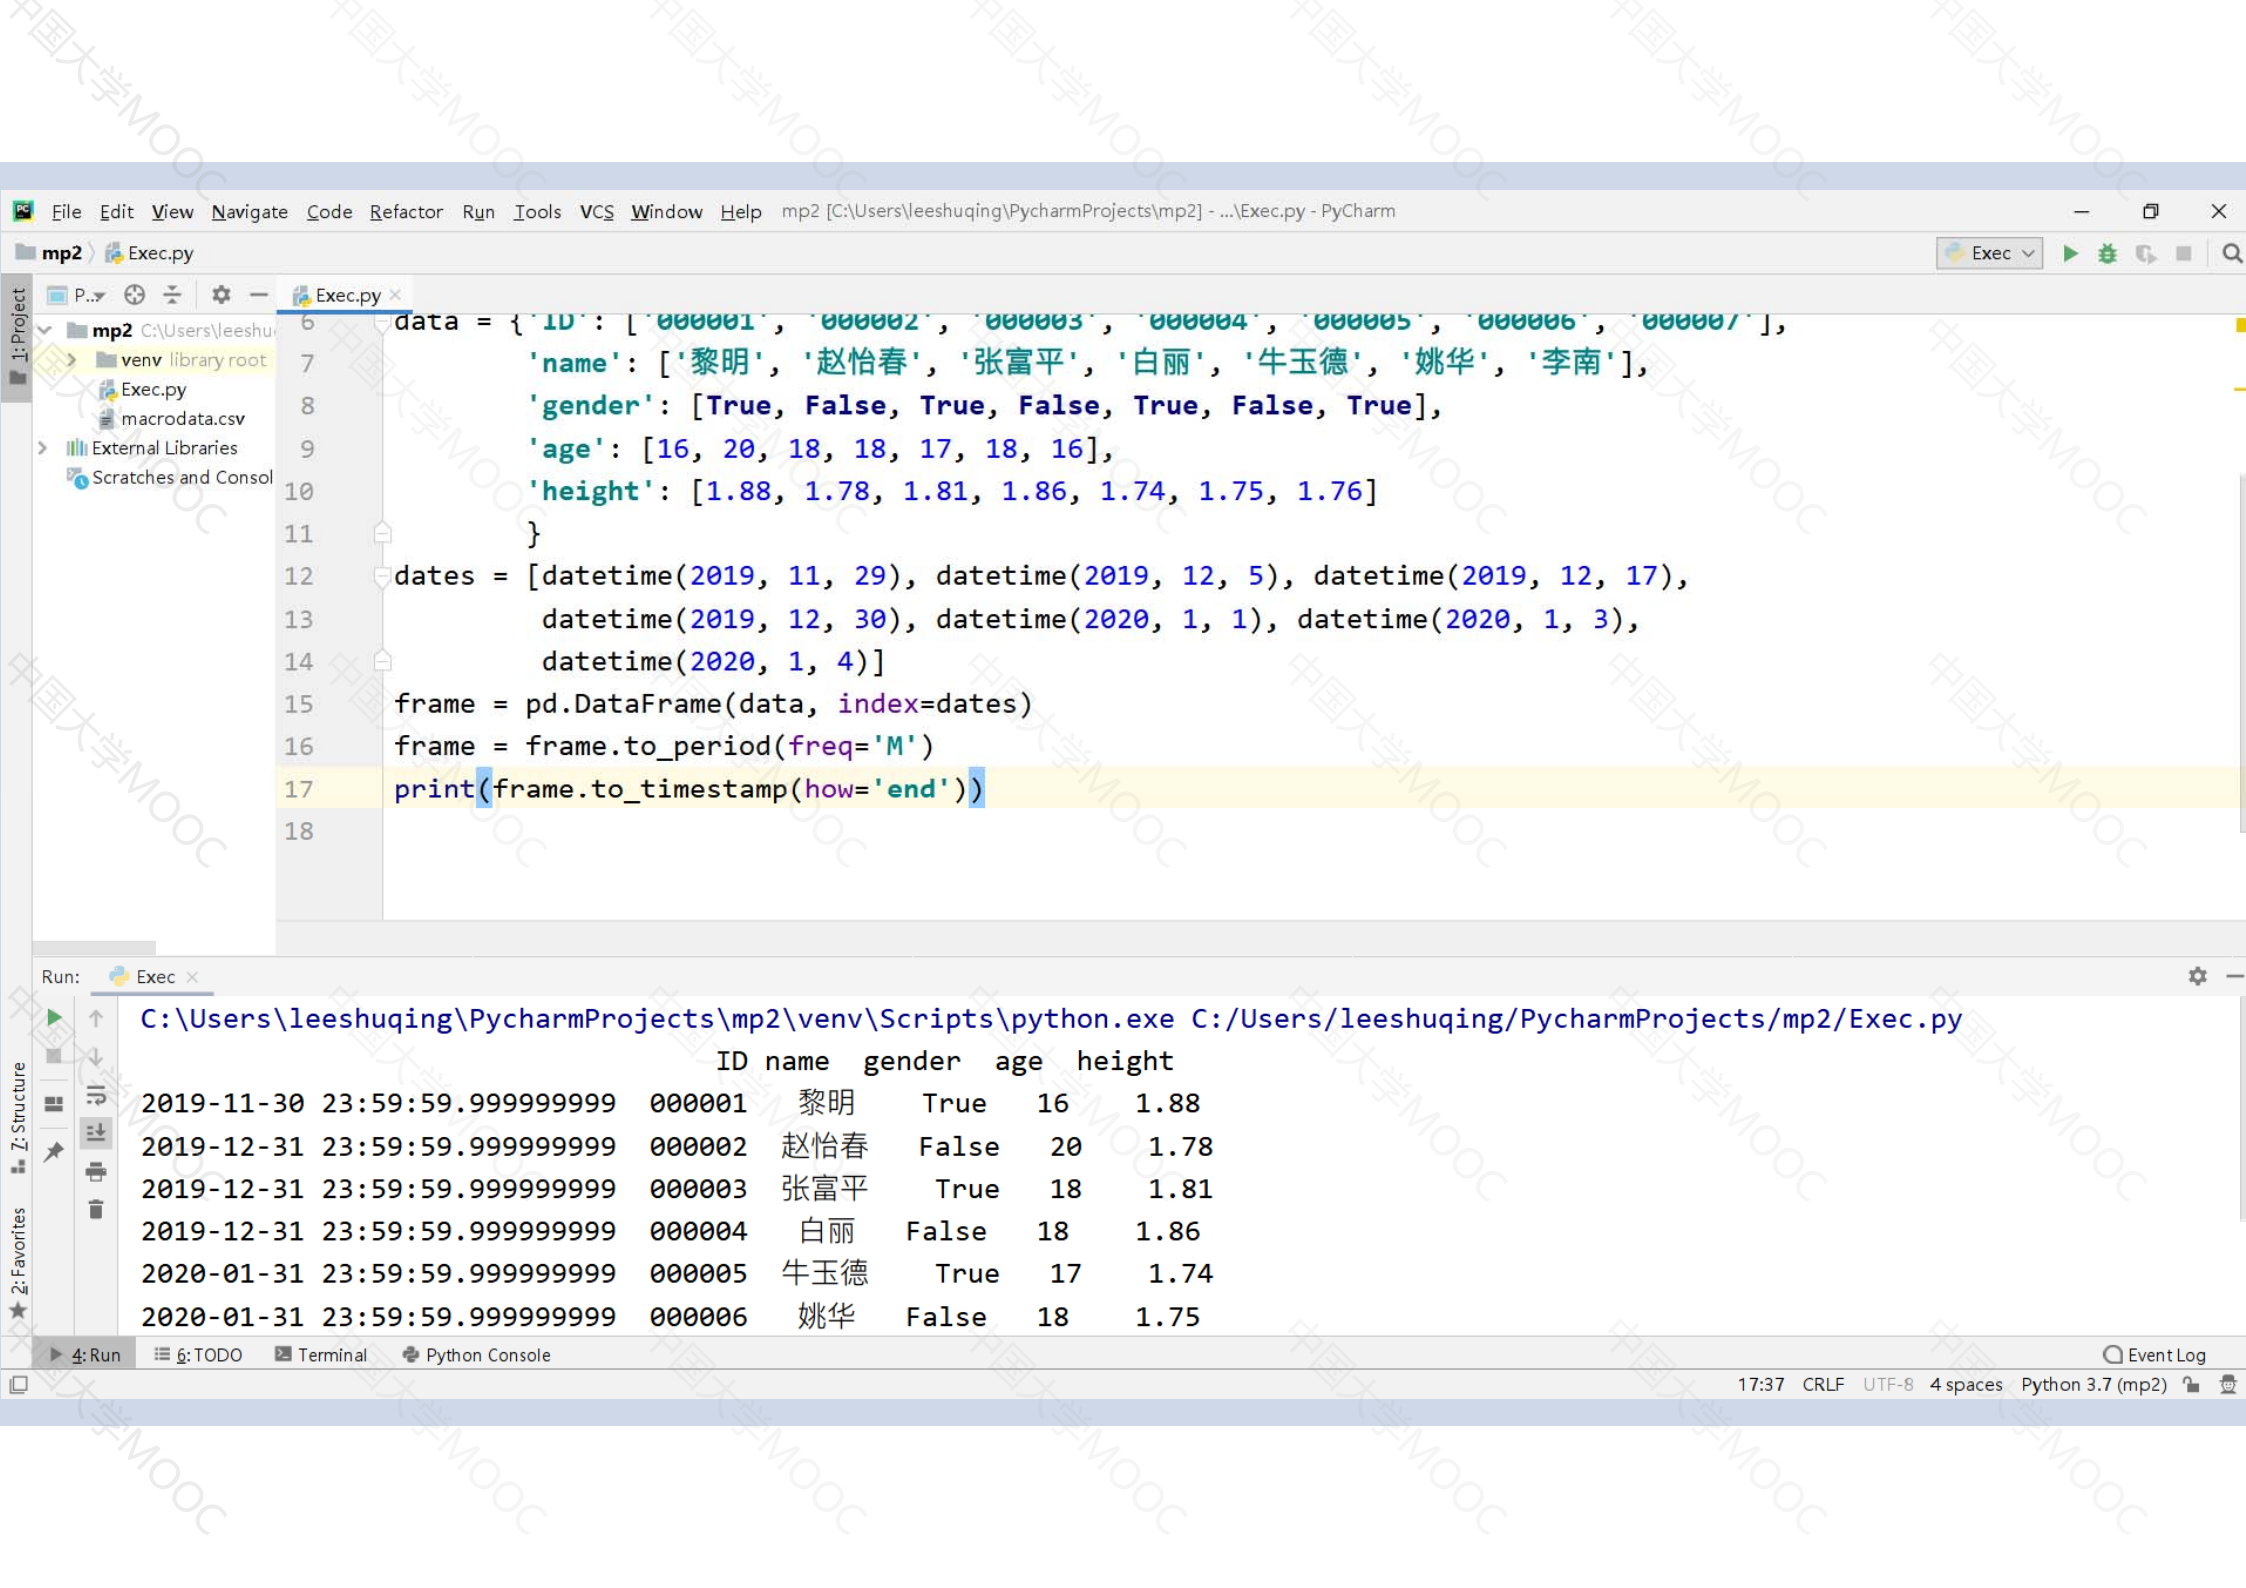 File Edit View Navigate Code Refactor Run Tools VCS Window Help mp2 [C:\Users\leeshuqing\PycharmProjects\mp2] - ...\Exec.py - PyCharm
mp2 Exec.py Exec
1: Project
P.. Exec.py
mp2 C:\Users\leeshu
venv library root
Exec.py
macrodata.csv
External Libraries
Scratches and Consol
6 data = {'ID': ['000001', '000002', '000003', '000004', '000005', '000006', '000007'],
7 'name': ['黎明', '赵怡春', '张富平', '白丽', '牛玉德', '姚华', '李南'],
8 'gender': [True, False, True, False, True, False, True],
9 'age': [16, 20, 18, 18, 17, 18, 16],
10 'height': [1.88, 1.78, 1.81, 1.86, 1.74, 1.75, 1.76]
11 }
12 dates = [datetime(2019, 11, 29), datetime(2019, 12, 5), datetime(2019, 12, 17),
13 datetime(2019, 12, 30), datetime(2020, 1, 1), datetime(2020, 1, 3),
14 datetime(2020, 1, 4)]
15 frame = pd.DataFrame(data, index=dates)
16 frame = frame.to_period(freq='M')
17 print(frame.to_timestamp(how='end'))
18
Run: Exec
C:\Users\leeshuqing\PycharmProjects\mp2\venv\Scripts\python.exe C:/Users/leeshuqing/PycharmProjects/mp2/Exec.py
ID name gender age height
2019-11-30 23:59:59.999999999 000001 黎明 True 16 1.88
2019-12-31 23:59:59.999999999 000002 赵怡春 False 20 1.78
2019-12-31 23:59:59.999999999 000003 张富平 True 18 1.81
2019-12-31 23:59:59.999999999 000004 白丽 False 18 1.86
2020-01-31 23:59:59.999999999 000005 牛玉德 True 17 1.74
2020-01-31 23:59:59.999999999 000006 姚华 False 18 1.75
7: Structure
2: Favorites
4: Run 6: TODO Terminal Python Console Event Log
17:37 CRLF UTF-8 4 spaces Python 3.7 (mp2)
中国大学MOOC